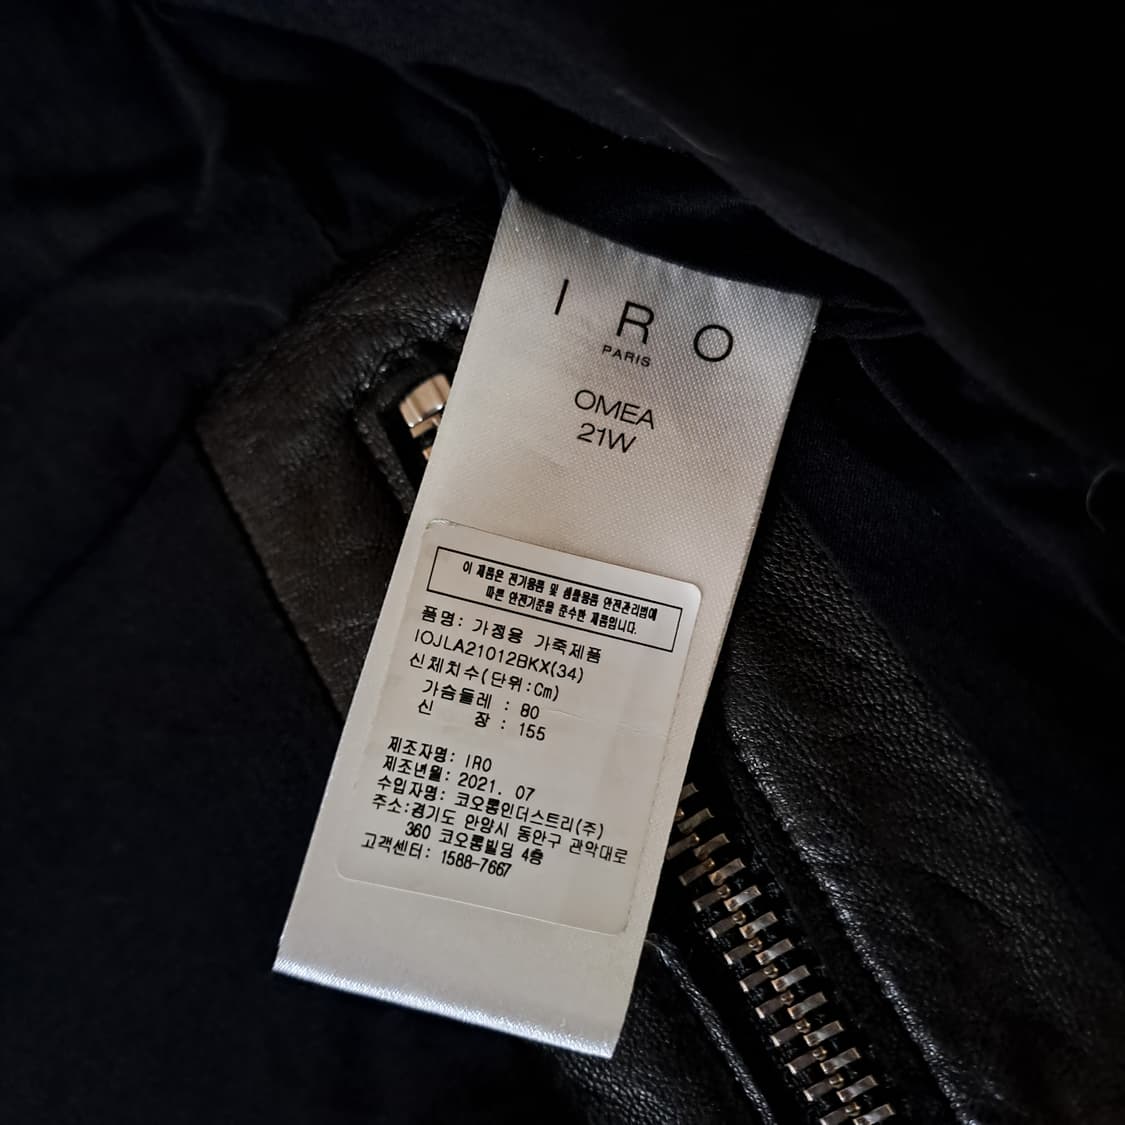 IRO
PARIS
OMEA
21W
이 제품은 전기용품 및 생활용품 안전관리법에
따른 안전기준을 준수한 제품입니다.
품명: 가정용 가죽제품
IOJLA21012BKX(34)
신체치수(단위:Cm)
가슴둘레 : 80
신 장 : 155
제조자명: IRO
제조년월: 2021. 07
수입자명: 코오롱인더스트리(주)
주소:경기도 안양시 동안구 관악대로
360 코오롱빌딩 4층
고객센터: 1588-7667